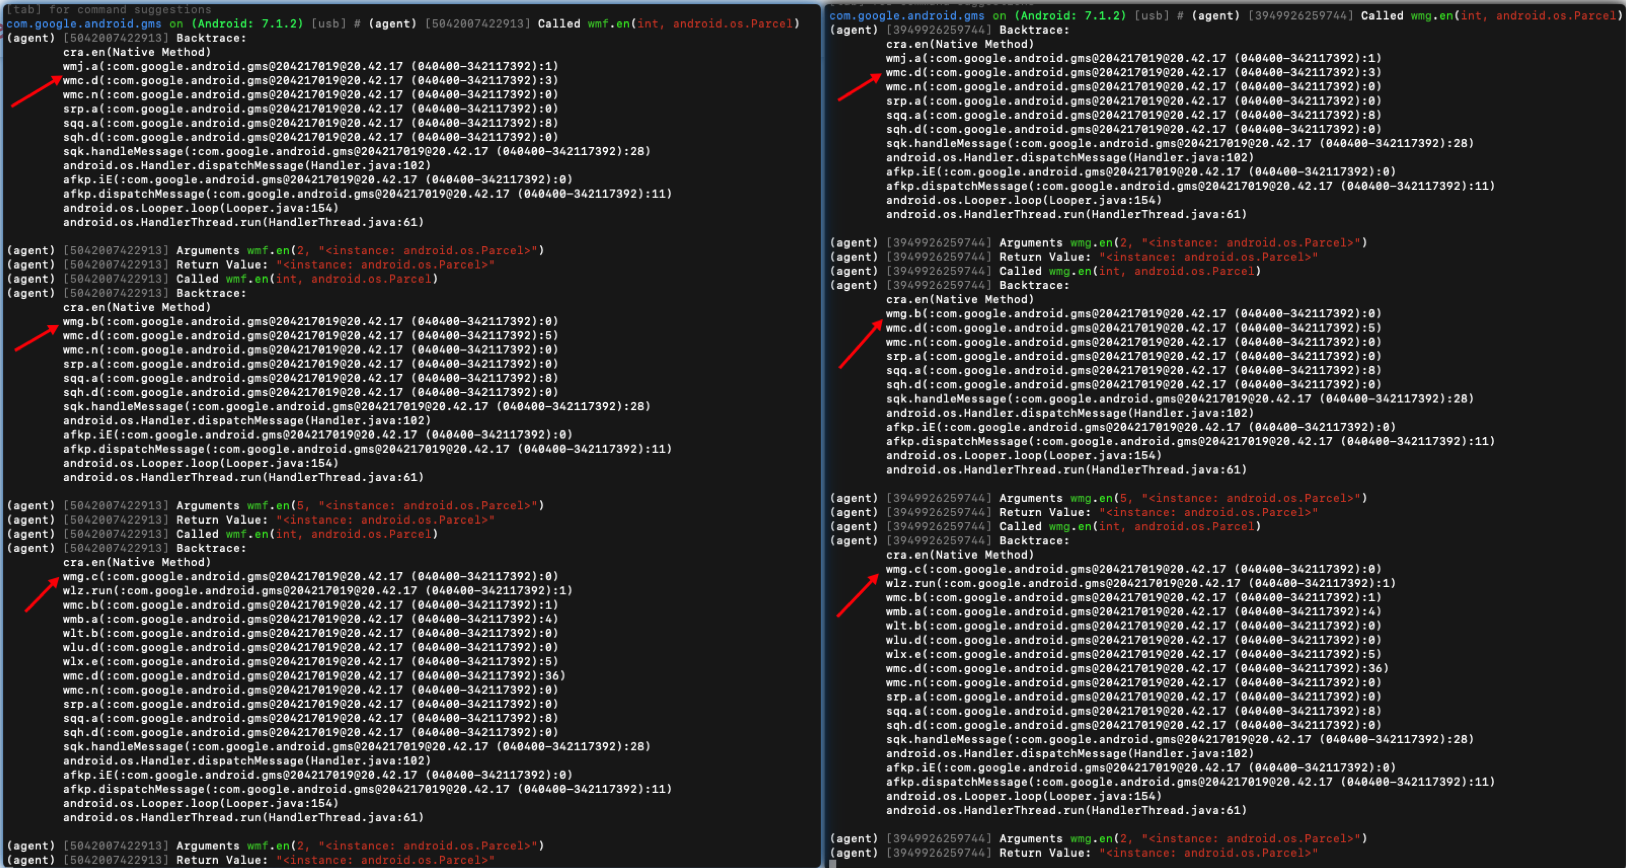 [tab] for command suggestions
com.google.android.gms on (Android: 7.1.2) [usb] # (agent) [5042007422913] Called wmf.en(int, android.os.Parcel)
(agent) [5042007422913] Backtrace:
cra.en(Native Method)
wmj.a(:com.google.android.gms@204217019@20.42.17 (040400-342117392):1)
wmc.d(:com.google.android.gms@204217019@20.42.17 (040400-342117392):3)
wmc.n(:com.google.android.gms@204217019@20.42.17 (040400-342117392):0)
srp.a(:com.google.android.gms@204217019@20.42.17 (040400-342117392):0)
sqq.a(:com.google.android.gms@204217019@20.42.17 (040400-342117392):8)
sqh.d(:com.google.android.gms@204217019@20.42.17 (040400-342117392):0)
sqk.handleMessage(:com.google.android.gms@204217019@20.42.17 (040400-342117392):28)
android.os.Handler.dispatchMessage(Handler.java:102)
afkp.iE(:com.google.android.gms@204217019@20.42.17 (040400-342117392):0)
afkp.dispatchMessage(:com.google.android.gms@204217019@20.42.17 (040400-342117392):11)
android.os.Looper.loop(Looper.java:154)
android.os.HandlerThread.run(HandlerThread.java:61)
(agent) [5042007422913] Arguments wmf.en(2, "<instance: android.os.Parcel>")
(agent) [5042007422913] Return Value: "<instance: android.os.Parcel>"
(agent) [5042007422913] Called wmf.en(int, android.os.Parcel)
(agent) [5042007422913] Backtrace:
cra.en(Native Method)
wmg.b(:com.google.android.gms@204217019@20.42.17 (040400-342117392):0)
wmc.d(:com.google.android.gms@204217019@20.42.17 (040400-342117392):5)
wmc.n(:com.google.android.gms@204217019@20.42.17 (040400-342117392):0)
srp.a(:com.google.android.gms@204217019@20.42.17 (040400-342117392):0)
sqq.a(:com.google.android.gms@204217019@20.42.17 (040400-342117392):8)
sqh.d(:com.google.android.gms@204217019@20.42.17 (040400-342117392):0)
sqk.handleMessage(:com.google.android.gms@204217019@20.42.17 (040400-342117392):28)
android.os.Handler.dispatchMessage(Handler.java:102)
afkp.iE(:com.google.android.gms@204217019@20.42.17 (040400-342117392):0)
afkp.dispatchMessage(:com.google.android.gms@204217019@20.42.17 (040400-342117392):11)
android.os.Looper.loop(Looper.java:154)
android.os.HandlerThread.run(HandlerThread.java:61)
(agent) [5042007422913] Arguments wmf.en(5, "<instance: android.os.Parcel>")
(agent) [5042007422913] Return Value: "<instance: android.os.Parcel>"
(agent) [5042007422913] Called wmf.en(int, android.os.Parcel)
(agent) [5042007422913] Backtrace:
cra.en(Native Method)
wmg.c(:com.google.android.gms@204217019@20.42.17 (040400-342117392):0)
wlz.run(:com.google.android.gms@204217019@20.42.17 (040400-342117392):1)
wmc.b(:com.google.android.gms@204217019@20.42.17 (040400-342117392):1)
wmb.a(:com.google.android.gms@204217019@20.42.17 (040400-342117392):4)
wlt.b(:com.google.android.gms@204217019@20.42.17 (040400-342117392):0)
wlu.d(:com.google.android.gms@204217019@20.42.17 (040400-342117392):0)
wlx.e(:com.google.android.gms@204217019@20.42.17 (040400-342117392):5)
wmc.d(:com.google.android.gms@204217019@20.42.17 (040400-342117392):36)
wmc.n(:com.google.android.gms@204217019@20.42.17 (040400-342117392):0)
srp.a(:com.google.android.gms@204217019@20.42.17 (040400-342117392):0)
sqq.a(:com.google.android.gms@204217019@20.42.17 (040400-342117392):8)
sqh.d(:com.google.android.gms@204217019@20.42.17 (040400-342117392):0)
sqk.handleMessage(:com.google.android.gms@204217019@20.42.17 (040400-342117392):28)
android.os.Handler.dispatchMessage(Handler.java:102)
afkp.iE(:com.google.android.gms@204217019@20.42.17 (040400-342117392):0)
afkp.dispatchMessage(:com.google.android.gms@204217019@20.42.17 (040400-342117392):11)
android.os.Looper.loop(Looper.java:154)
android.os.HandlerThread.run(HandlerThread.java:61)
(agent) [5042007422913] Arguments wmf.en(2, "<instance: android.os.Parcel>")
(agent) [5042007422913] Return Value: "<instance: android.os.Parcel>"
com.google.android.gms on (Android: 7.1.2) [usb] # (agent) [3949926259744] Called wmg.en(int, android.os.Parcel)
(agent) [3949926259744] Backtrace:
cra.en(Native Method)
wmj.a(:com.google.android.gms@204217019@20.42.17 (040400-342117392):1)
wmc.d(:com.google.android.gms@204217019@20.42.17 (040400-342117392):3)
wmc.n(:com.google.android.gms@204217019@20.42.17 (040400-342117392):0)
srp.a(:com.google.android.gms@204217019@20.42.17 (040400-342117392):0)
sqq.a(:com.google.android.gms@204217019@20.42.17 (040400-342117392):8)
sqh.d(:com.google.android.gms@204217019@20.42.17 (040400-342117392):0)
sqk.handleMessage(:com.google.android.gms@204217019@20.42.17 (040400-342117392):28)
android.os.Handler.dispatchMessage(Handler.java:102)
afkp.iE(:com.google.android.gms@204217019@20.42.17 (040400-342117392):0)
afkp.dispatchMessage(:com.google.android.gms@204217019@20.42.17 (040400-342117392):11)
android.os.Looper.loop(Looper.java:154)
android.os.HandlerThread.run(HandlerThread.java:61)
(agent) [3949926259744] Arguments wmg.en(2, "<instance: android.os.Parcel>")
(agent) [3949926259744] Return Value: "<instance: android.os.Parcel>"
(agent) [3949926259744] Called wmg.en(int, android.os.Parcel)
(agent) [3949926259744] Backtrace:
cra.en(Native Method)
wmg.b(:com.google.android.gms@204217019@20.42.17 (040400-342117392):0)
wmc.d(:com.google.android.gms@204217019@20.42.17 (040400-342117392):5)
wmc.n(:com.google.android.gms@204217019@20.42.17 (040400-342117392):0)
srp.a(:com.google.android.gms@204217019@20.42.17 (040400-342117392):0)
sqq.a(:com.google.android.gms@204217019@20.42.17 (040400-342117392):8)
sqh.d(:com.google.android.gms@204217019@20.42.17 (040400-342117392):0)
sqk.handleMessage(:com.google.android.gms@204217019@20.42.17 (040400-342117392):28)
android.os.Handler.dispatchMessage(Handler.java:102)
afkp.iE(:com.google.android.gms@204217019@20.42.17 (040400-342117392):0)
afkp.dispatchMessage(:com.google.android.gms@204217019@20.42.17 (040400-342117392):11)
android.os.Looper.loop(Looper.java:154)
android.os.HandlerThread.run(HandlerThread.java:61)
(agent) [3949926259744] Arguments wmg.en(5, "<instance: android.os.Parcel>")
(agent) [3949926259744] Return Value: "<instance: android.os.Parcel>"
(agent) [3949926259744] Called wmg.en(int, android.os.Parcel)
(agent) [3949926259744] Backtrace:
cra.en(Native Method)
wmg.c(:com.google.android.gms@204217019@20.42.17 (040400-342117392):0)
wlz.run(:com.google.android.gms@204217019@20.42.17 (040400-342117392):1)
wmc.b(:com.google.android.gms@204217019@20.42.17 (040400-342117392):1)
wmb.a(:com.google.android.gms@204217019@20.42.17 (040400-342117392):4)
wlt.b(:com.google.android.gms@204217019@20.42.17 (040400-342117392):0)
wlu.d(:com.google.android.gms@204217019@20.42.17 (040400-342117392):0)
wlx.e(:com.google.android.gms@204217019@20.42.17 (040400-342117392):5)
wmc.d(:com.google.android.gms@204217019@20.42.17 (040400-342117392):36)
wmc.n(:com.google.android.gms@204217019@20.42.17 (040400-342117392):0)
srp.a(:com.google.android.gms@204217019@20.42.17 (040400-342117392):0)
sqq.a(:com.google.android.gms@204217019@20.42.17 (040400-342117392):8)
sqh.d(:com.google.android.gms@204217019@20.42.17 (040400-342117392):0)
sqk.handleMessage(:com.google.android.gms@204217019@20.42.17 (040400-342117392):28)
android.os.Handler.dispatchMessage(Handler.java:102)
afkp.iE(:com.google.android.gms@204217019@20.42.17 (040400-342117392):0)
afkp.dispatchMessage(:com.google.android.gms@204217019@20.42.17 (040400-342117392):11)
android.os.Looper.loop(Looper.java:154)
android.os.HandlerThread.run(HandlerThread.java:61)
(agent) [3949926259744] Arguments wmg.en(2, "<instance: android.os.Parcel>")
(agent) [3949926259744] Return Value: "<instance: android.os.Parcel>"